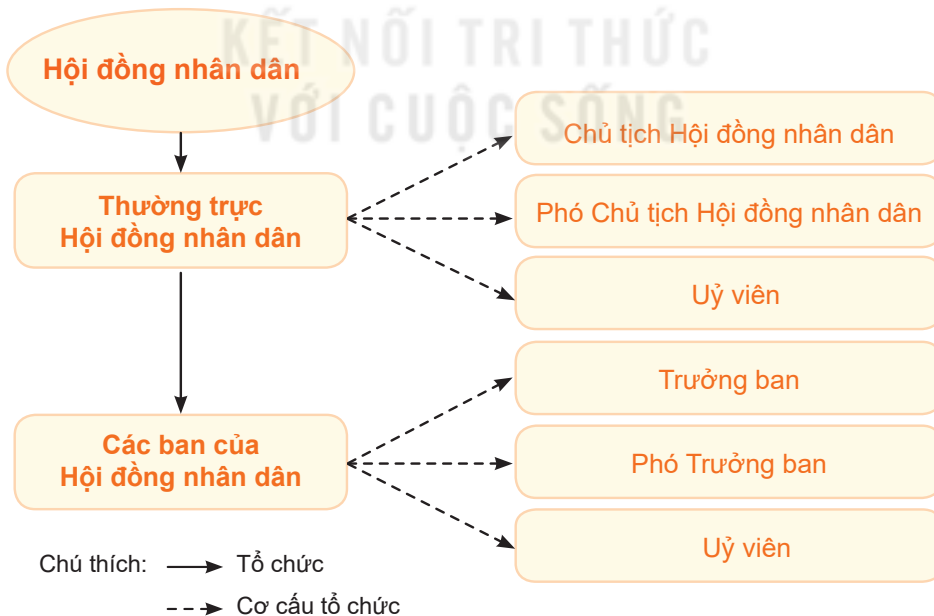 KẾT NỐI TRI THỨC
VỚI CUỘC SỐNG
Hội đồng nhân dân
Chủ tịch Hội đồng nhân dân
Thường trực
Hội đồng nhân dân
Phó Chủ tịch Hội đồng nhân dân
Uỷ viên
Trưởng ban
Các ban của
Hội đồng nhân dân
Phó Trưởng ban
Uỷ viên
Chú thích: Tổ chức
Cơ cấu tổ chức